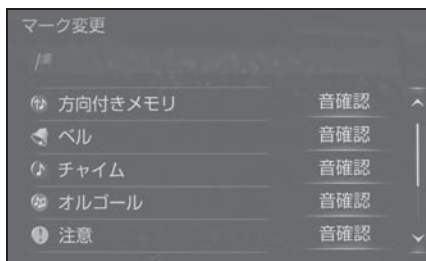 マーク変更
方向付きメモリ 音確認
ベル 音確認
チャイム 音確認
オルゴール 音確認
注意 音確認